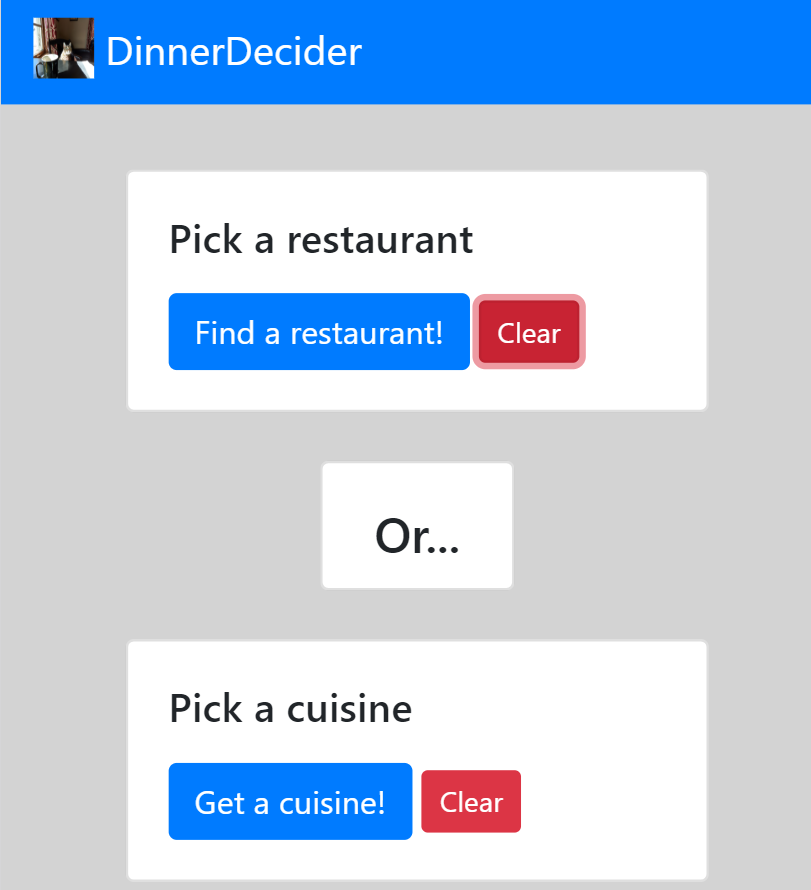 DinnerDecider
Pick a restaurant
Find a restaurant! Clear
Or...
Pick a cuisine
Get a cuisine! Clear